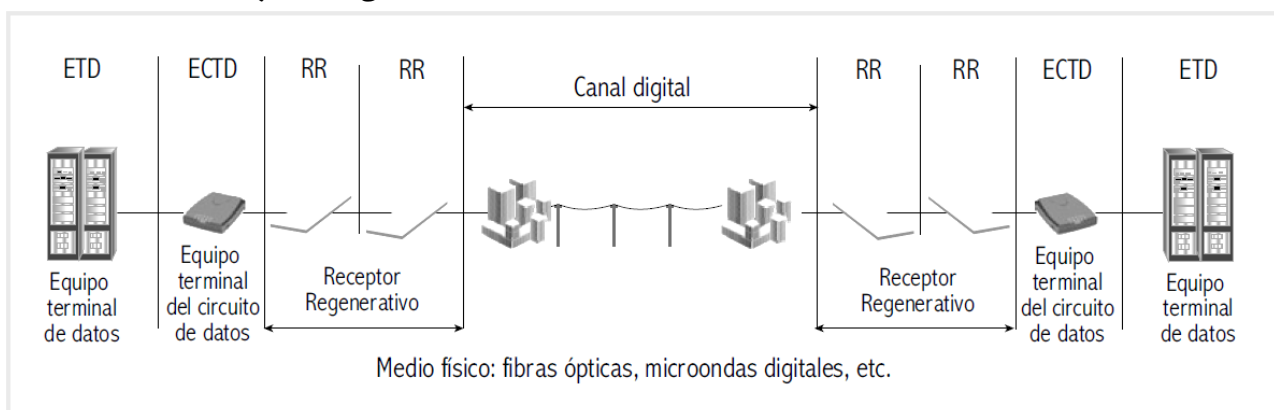 ETD ECTD RR RR RR RR ECTD ETD
Canal digital
Equipo
terminal
de datos
Equipo
terminal
del circuito
de datos
Receptor
Regenerativo
Receptor
Regenerativo
Equipo
terminal
del circuito
de datos
Equipo
terminal
de datos
Medio físico: fibras ópticas, microondas digitales, etc.